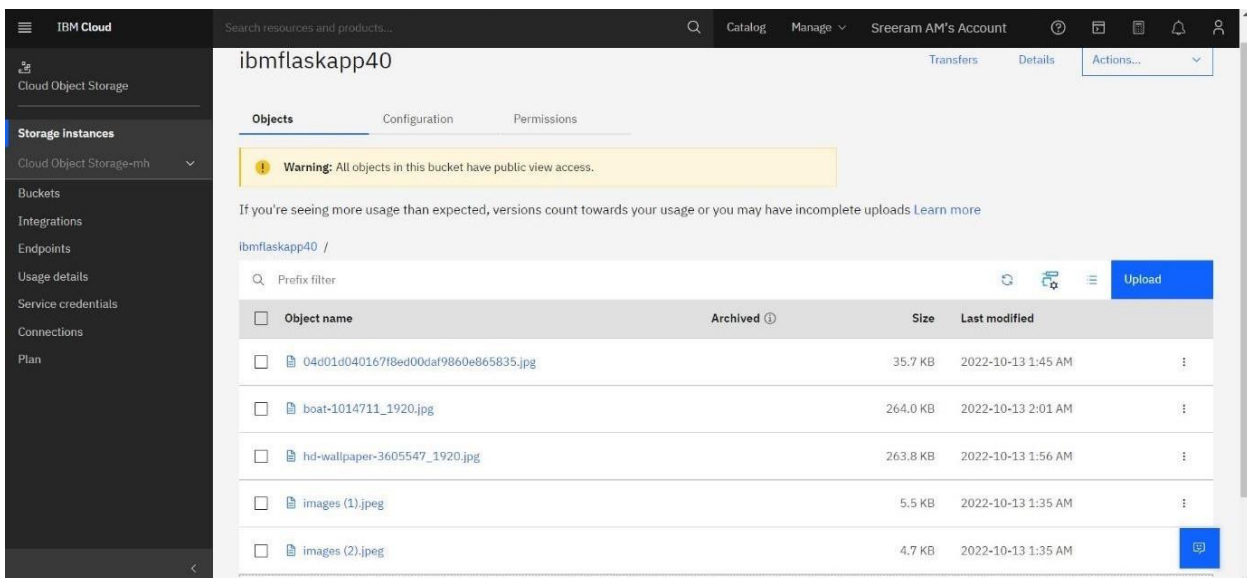 IBM Cloud
Search resources and products...
Catalog
Manage
Sreeram AM's Account
Cloud Object Storage
Storage instances
Cloud Object Storage-mh
Buckets
Integrations
Endpoints
Usage details
Service credentials
Connections
Plan
ibmflaskapp40
Transfers
Details
Actions...
Objects
Configuration
Permissions
Warning: All objects in this bucket have public view access.
If you're seeing more usage than expected, versions count towards your usage or you may have incomplete uploads Learn more
ibmflaskapp40 /
Prefix filter
Upload
Object name Archived Size Last modified
04d01d040167f8ed00daf9860e865835.jpg 35.7 KB 2022-10-13 1:45 AM
boat-1014711_1920.jpg 264.0 KB 2022-10-13 2:01 AM
hd-wallpaper-3605547_1920.jpg 263.8 KB 2022-10-13 1:56 AM
images (1).jpeg 5.5 KB 2022-10-13 1:35 AM
images (2).jpeg 4.7 KB 2022-10-13 1:35 AM